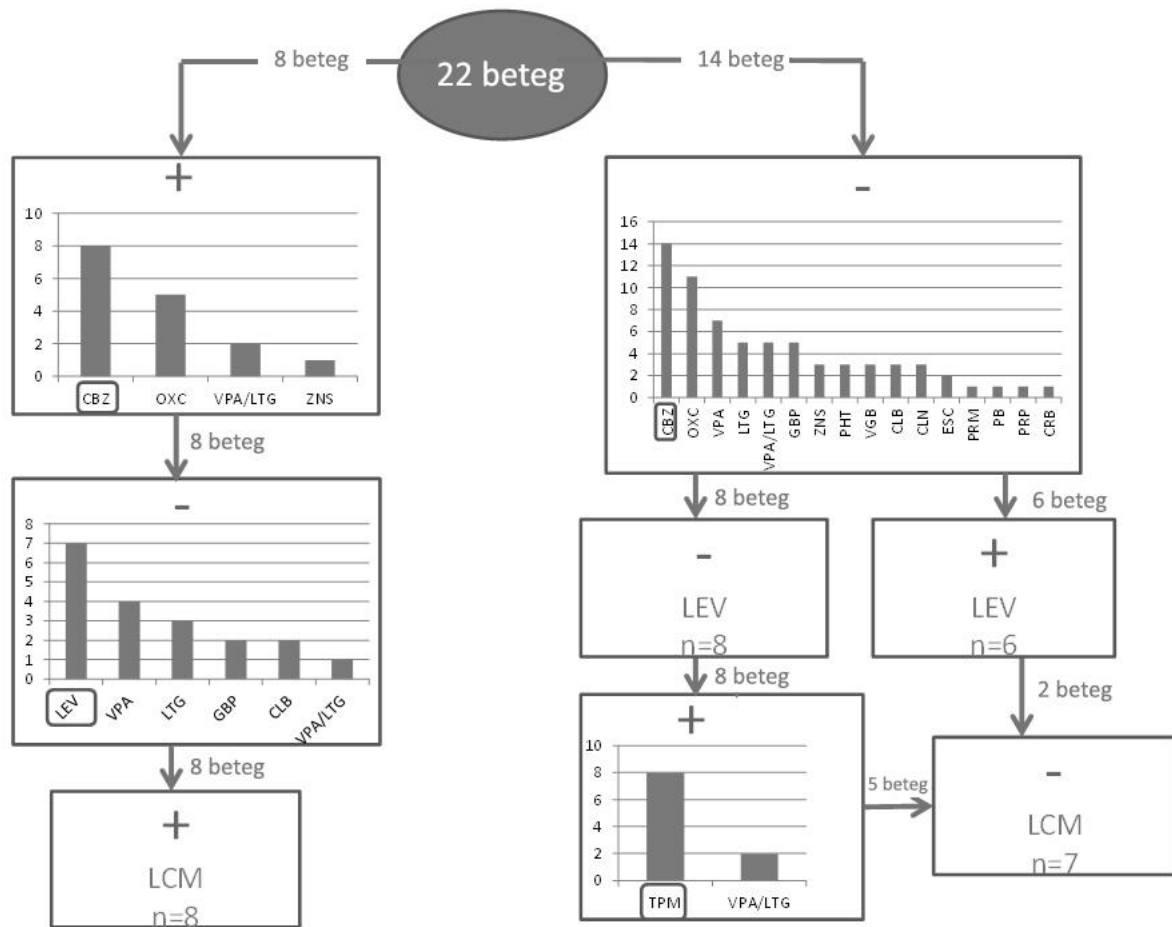 22 beteg
8 beteg
14 beteg
+
10
8
6
4
2
0
CBZ OXC VPA/LTG ZNS
8 beteg
-
8
7
6
5
4
3
2
1
0
LEV VPA LTG GBP CLB VPA/LTG
8 beteg
+
LCM
n=8
-
16
14
12
10
8
6
4
2
0
CBZ OXC VPA LTG VPA/LTG GBP ZNS PHT VGB CLB CLN ESC PRM PB PRP CRB
8 beteg
6 beteg
-
LEV
n=8
+
LEV
n=6
8 beteg
2 beteg
+
10
8
6
4
2
0
TPM VPA/LTG
5 beteg
-
LCM
n=7